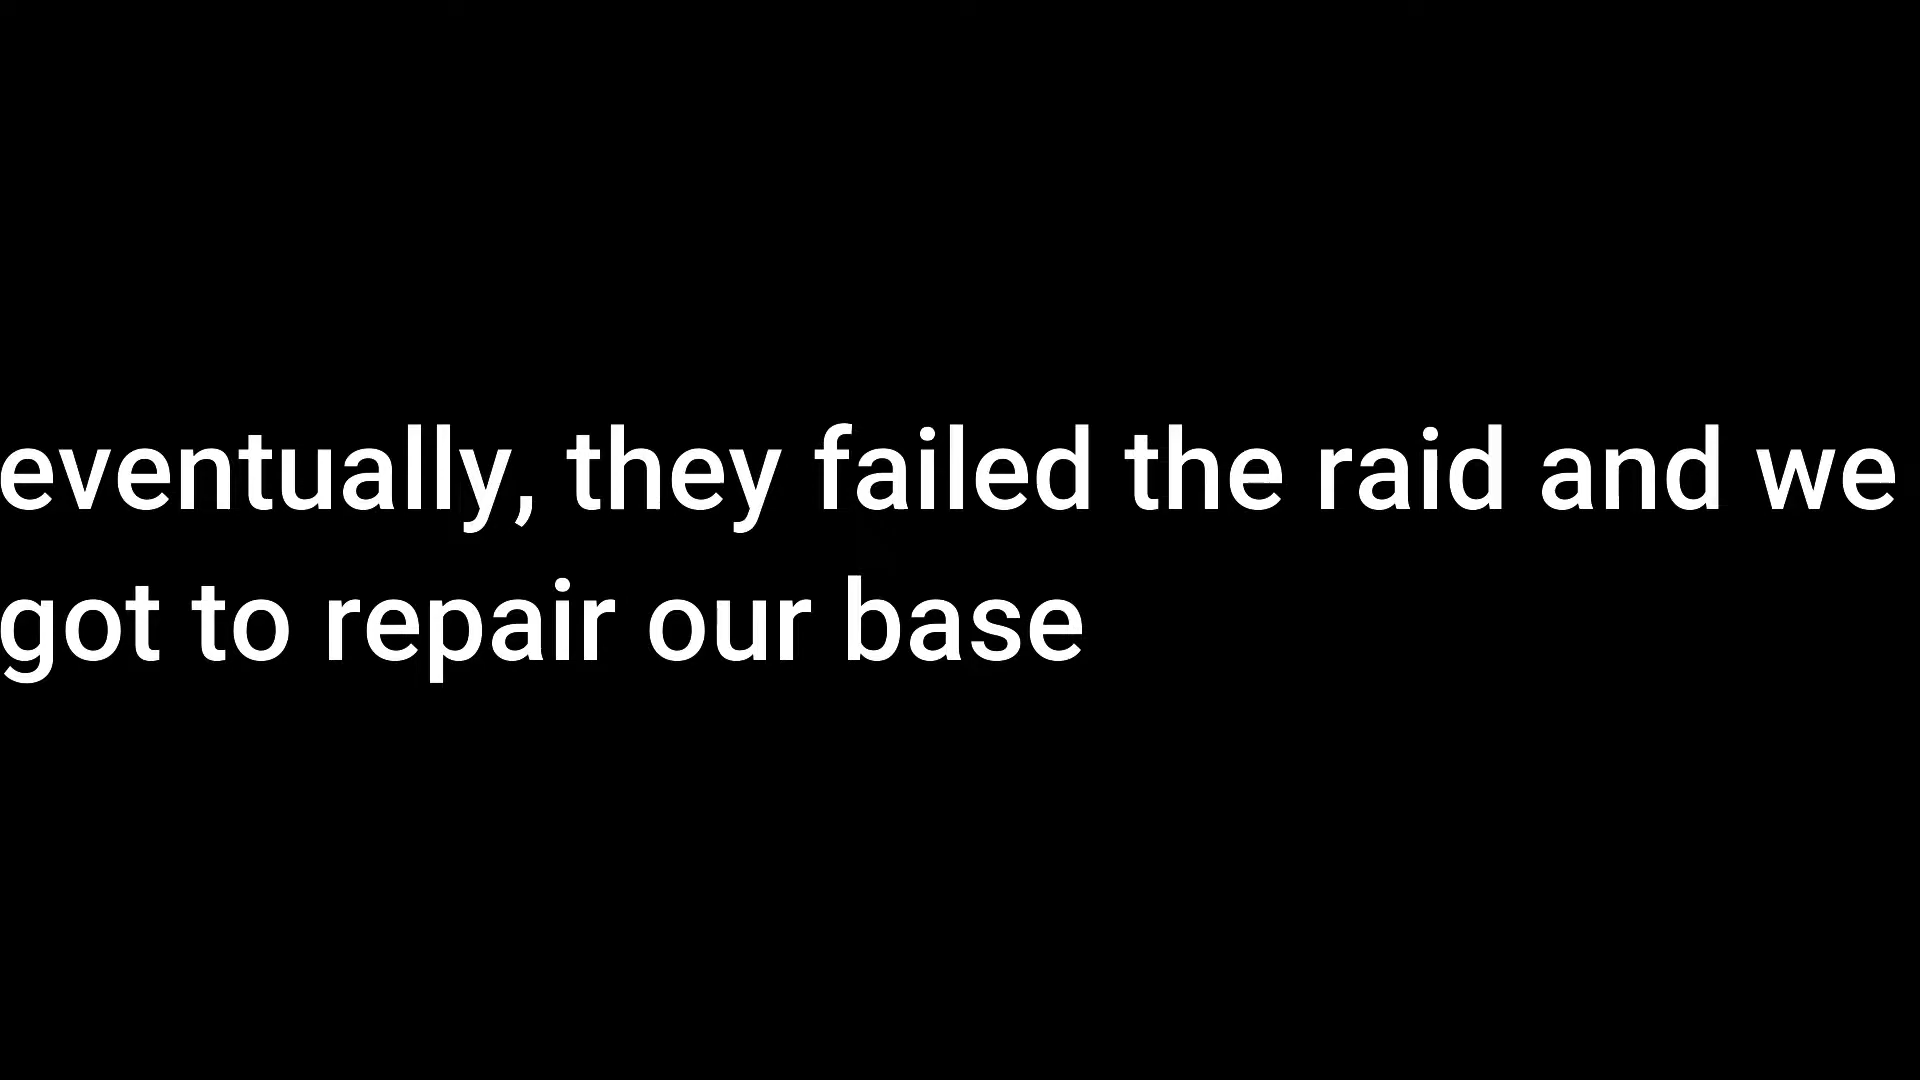 eventually, they failed the raid and we
got to repair our base